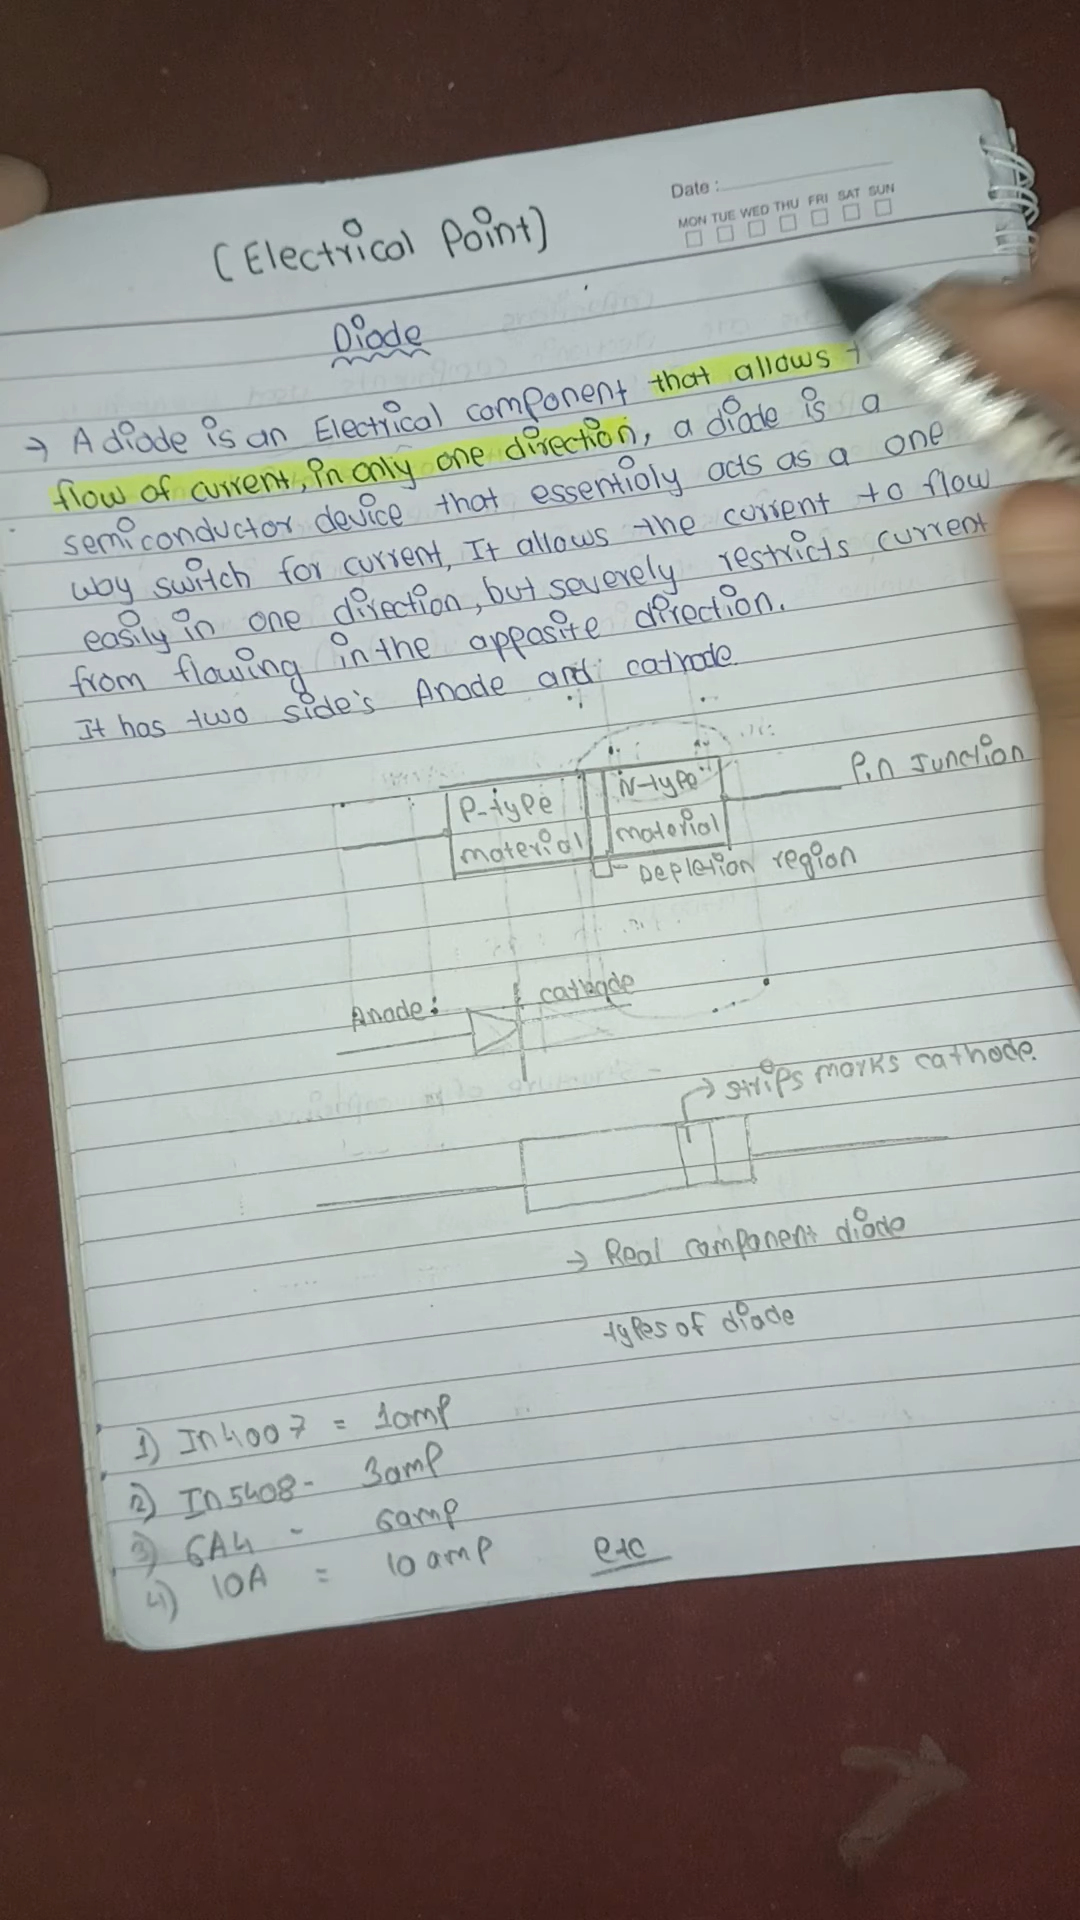 Date :
MON TUE WED THU FRI SAT SUN
(Electrical Point)
Diode
→ A diode is an Electrical component that allows
flow of current, in only one direction, a diode is a
semiconductor device that essentioly acts as a one
way switch for current, It allows the current to flow
easily in one direction, but severely restricts current
from flowing in the apposite direction.
It has two side's Anode and cathode.
P-type
material
N-type
material
P.n Junction
Depletion region
Anode:
cathode
→ strips marks cathode.
→ Real component diode
types of diode
1) In4007 = 1amp
2) In5408 - 3amp
3) 6A4 - 6amp
4) 10A = 10 amp etc